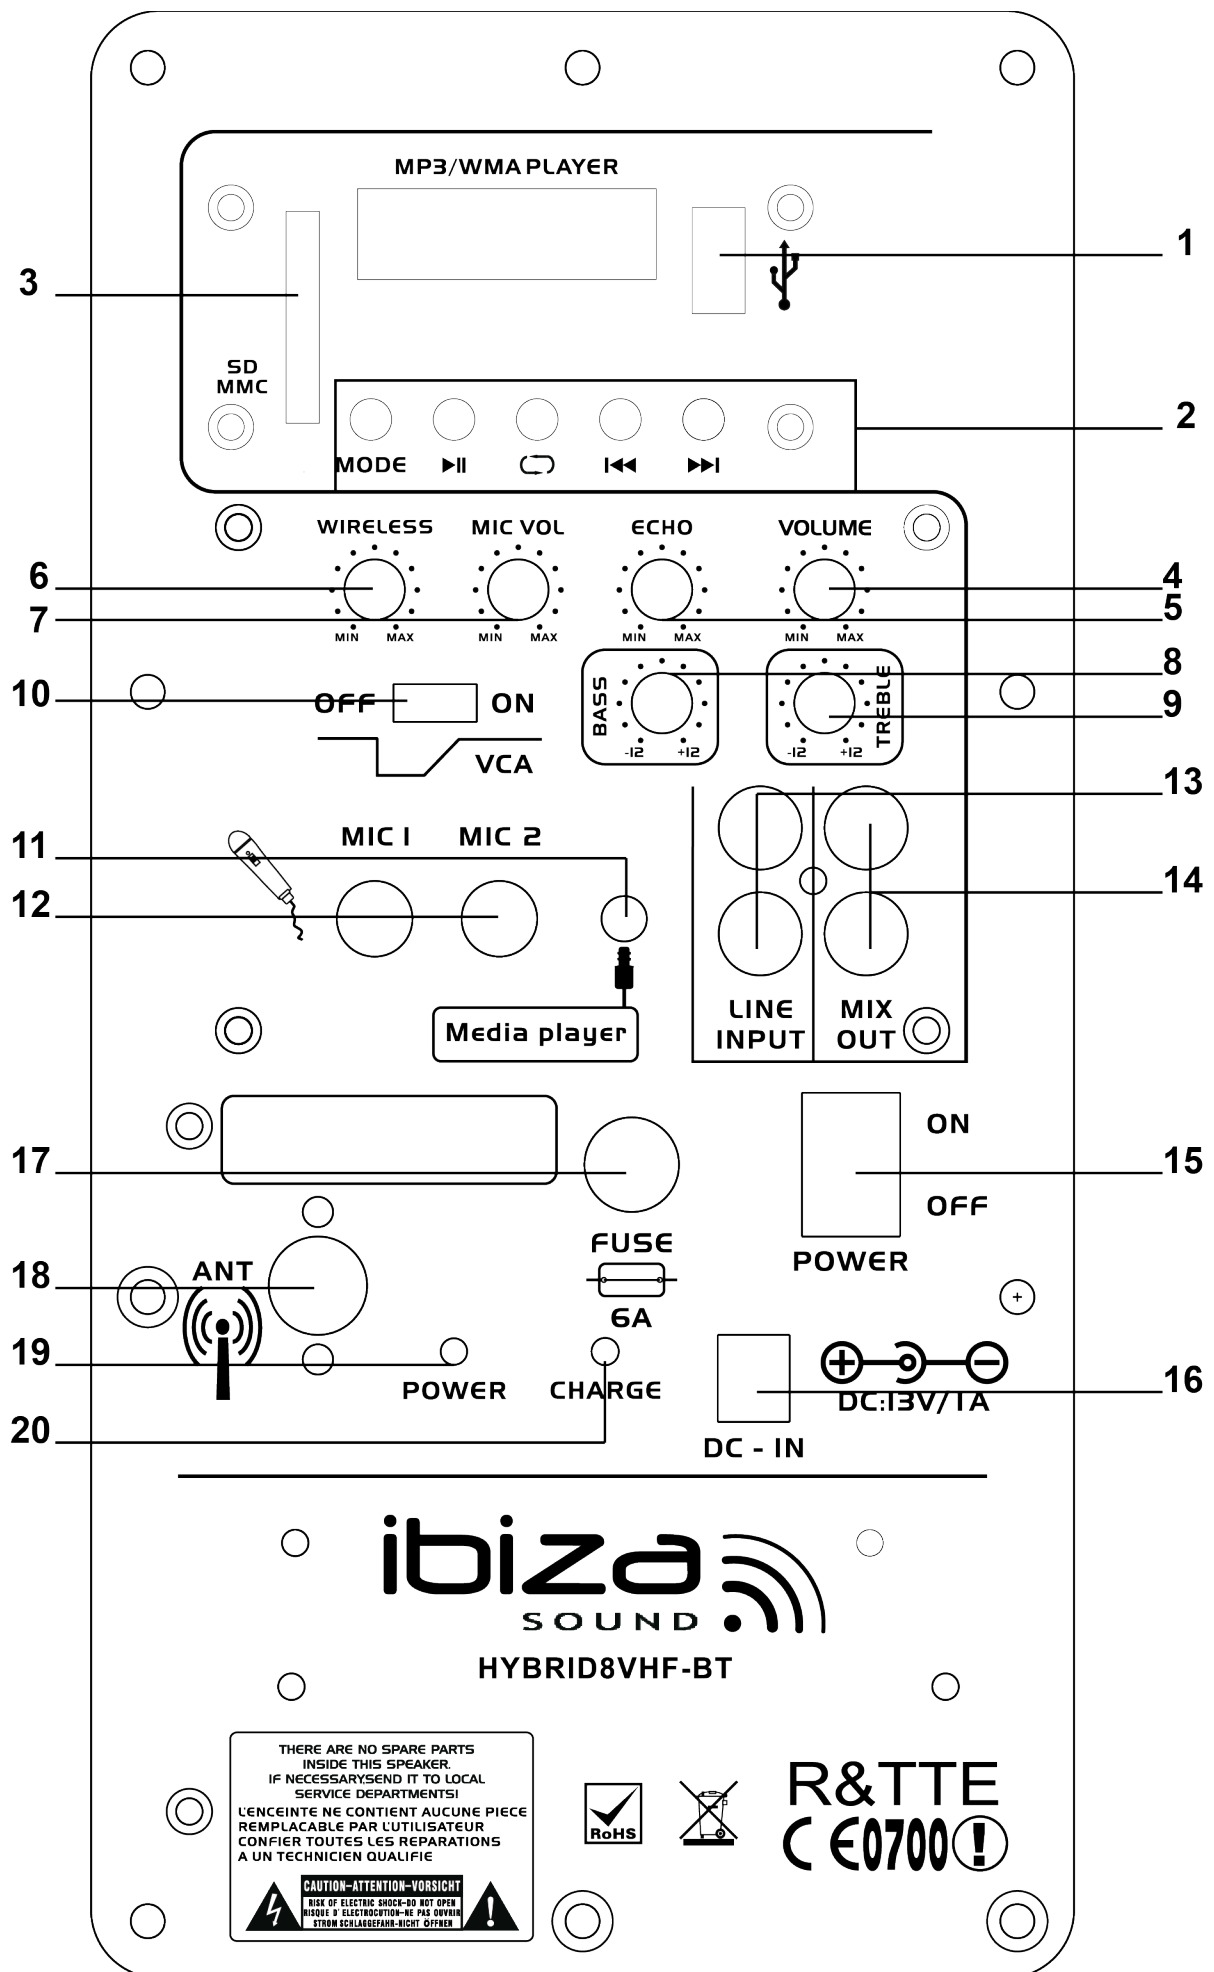 MP3/WMA PLAYER
1
3
SD
MMC
2
MODE
WIRELESS MIC VOL ECHO VOLUME
6
4
7
5
MIN MAX MIN MAX MIN MAX MIN MAX
8
10
OFF ON
BASS
TREBLE
9
-12 +12 -12 +12
VCA
13
11
MIC 1 MIC 2
12
14
LINE
INPUT
MIX
OUT
Media player
ON
17
15
OFF
FUSE
POWER
18
ANT
6A
19
POWER CHARGE
16
DC:13V/1A
20
DC - IN
ibiza
SOUND
HYBRID8VHF-BT
THERE ARE NO SPARE PARTS
INSIDE THIS SPEAKER.
IF NECESSARY,SEND IT TO LOCAL
SERVICE DEPARTMENTS!
L'ENCEINTE NE CONTIENT AUCUNE PIECE
REMPLACABLE PAR L'UTILISATEUR
CONFIER TOUTES LES REPARATIONS
A UN TECHNICIEN QUALIFIE
CAUTION-ATTENTION-VORSICHT
RISK OF ELECTRIC SHOCK-DO NOT OPEN
RISQUE D' ELECTROCUTION-NE PAS OUVRIR
STROM SCHLAGGEFAHR-NICHT ÖFFNEN
RoHS
R&TTE
CE0700